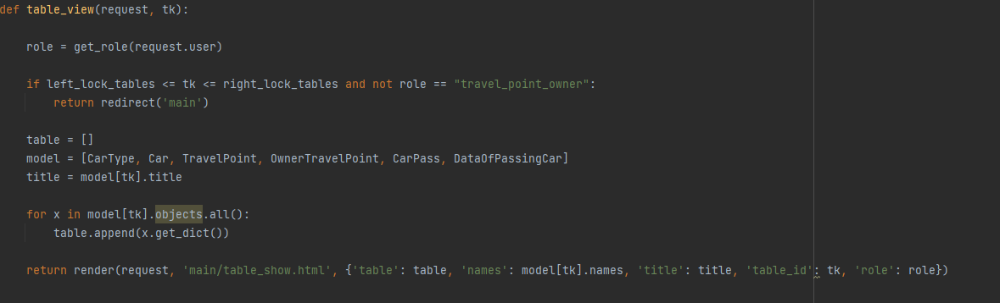 def table_view(request, tk):
role = get_role(request.user)
if left_lock_tables <= tk <= right_lock_tables and not role == "travel_point_owner":
return redirect('main')
table = []
model = [CarType, Car, TravelPoint, OwnerTravelPoint, CarPass, DataOfPassingCar]
title = model[tk].title
for x in model[tk].objects.all():
table.append(x.get_dict())
return render(request, 'main/table_show.html', {'table': table, 'names': model[tk].names, 'title': title, 'table_id': tk, 'role': role})